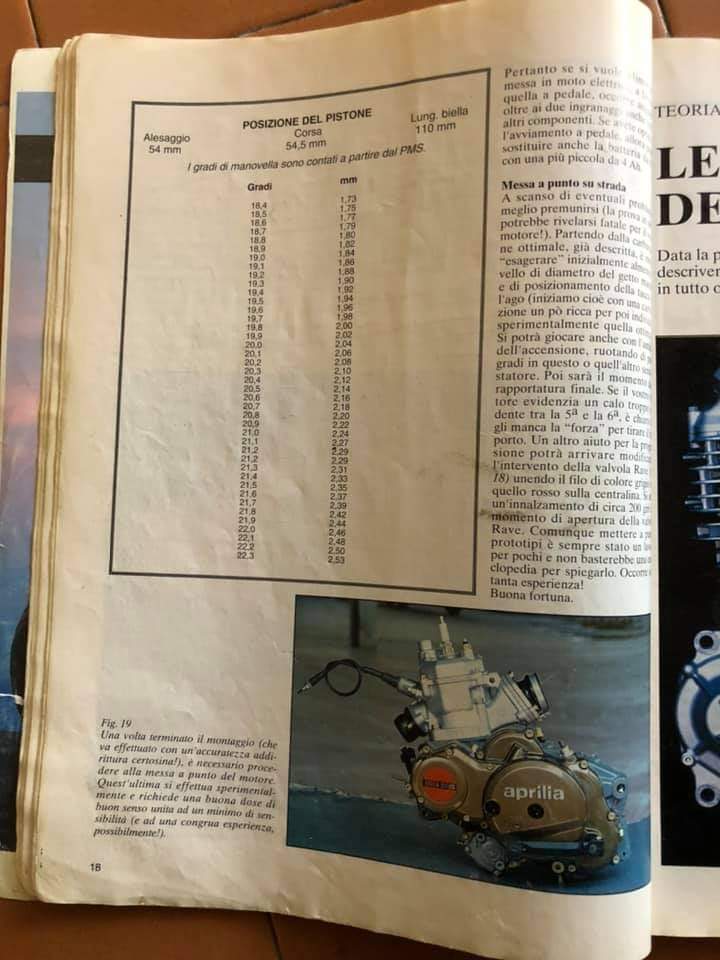 POSIZIONE DEL PISTONE
Alesaggio Corsa Lung. biella
54 mm 54,5 mm 110 mm
I gradi di manovella sono contati a partire dal PMS.
Gradi mm
18,4 1,73
18,5 1,75
18,6 1,77
18,7 1,79
18,8 1,80
18,9 1,82
19,0 1,84
19,1 1,86
19,2 1,88
19,3 1,90
19,4 1,92
19,5 1,94
19,6 1,96
19,7 1,98
19,8 2,00
19,9 2,02
20,0 2,04
20,1 2,06
20,2 2,08
20,3 2,10
20,4 2,12
20,5 2,14
20,6 2,16
20,7 2,18
20,8 2,20
20,9 2,22
21,0 2,24
21,1 2,27
21,2 2,29
21,2 2,29
21,3 2,31
21,4 2,33
21,5 2,35
21,6 2,37
21,7 2,39
21,8 2,42
21,9 2,44
22,0 2,46
22,1 2,48
22,2 2,50
22,3 2,53
Fig. 19
Una volta terminato il montaggio (che
va effettuato con un'accuratezza addi-
rittura certosina!), è necessario proce-
dere alla messa a punto del motore.
Quest'ultima si effettua sperimental-
mente e richiede una buona dose di
buon senso unita ad un minimo di sen-
sibilità (e ad una congrua esperienza,
possibilmente!).
18
Pertanto se si vuole
messa in moto elettr
quella a pedale, occorre
oltre ai due ingranaggi
altri componenti. Se
l'avviamento a pedale,
sostituire anche la batteria
con una più piccola da 4 Ah.
Messa a punto su strada
A scanso di eventuali
meglio premunirsi (la prova
potrebbe rivelarsi fatale per il
motore!). Partendo dalla
ne ottimale, già descritta,
"esagerare" inizialmente
vello di diametro del getto
e di posizionamento della
l'ago (iniziamo cioè con una
zione un pò ricca per poi
sperimentalmente quella
Si potrà giocare anche con
dell'accensione, ruotando di
gradi in questo o quell'altro
statore. Poi sarà il momento
rapportatura finale. Se il
tore evidenzia un calo troppo
dente tra la 5ª e la 6ª, è
gli manca la "forza" per tirare il
porto. Un altro aiuto per la
sione potrà arrivare
l'intervento della valvola Rave
18) unendo il filo di colore
quello rosso sulla centralina.
un'innalzamento di circa 200
momento di apertura della
Rave. Comunque mettere a
prototipi è sempre stato un
per pochi e non basterebbe una
clopedia per spiegarlo. Occorre
tanta esperienza!
Buona fortuna.
aprilia
TEORIA
LE
DE
Data la
descriver
in tutto